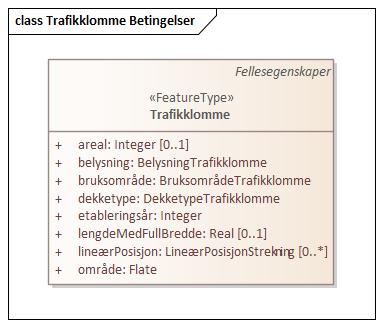 class Trafikklomme Betingelser
Fellesegenskaper
«FeatureType»
Trafikklomme
+ areal: Integer [0..1]
+ belysning: BelysningTrafikklomme
+ bruksområde: BruksområdeTrafikklomme
+ dekketype: DekketypeTrafikklomme
+ etableringsår: Integer
+ lengdeMedFullBredde: Real [0..1]
+ lineærPosisjon: LineærPosisjonStrekning [0..*]
+ område: Flate